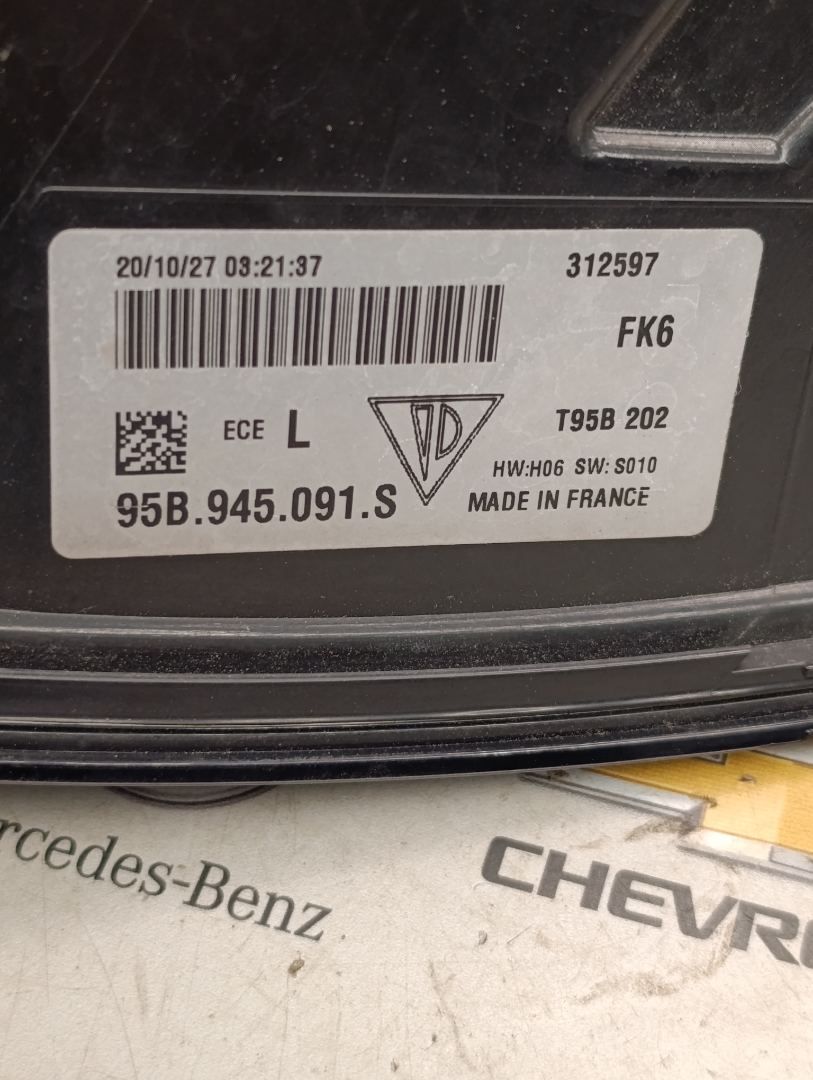 20/10/27 03:21:37 312597
FK6
ECE L T95B 202
HW:H06 SW: S010
95B.945.091.S MADE IN FRANCE
rcedes-Benz
CHEVRO